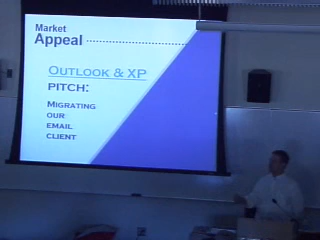 Market
Appeal
OUTLOOK & XP
PITCH:
MIGRATING
OUR
EMAIL
CLIENT